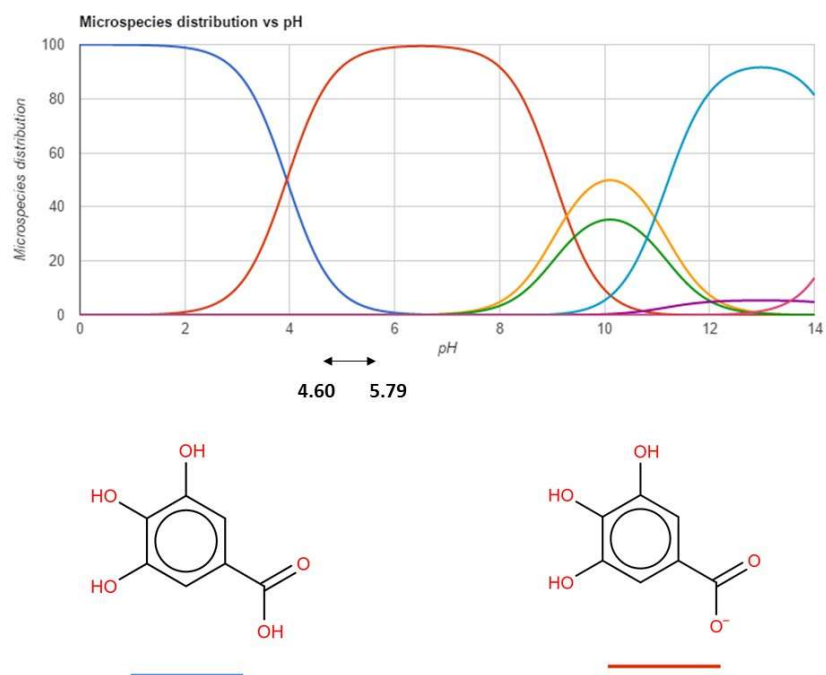 Microspecies distribution vs pH
Microspecies distribution
100
80
60
40
20
0
0 2 4 6 8 10 12 14
pH
4.60 5.79
OH OH
HO HO
O O
HO HO
OH O⁻